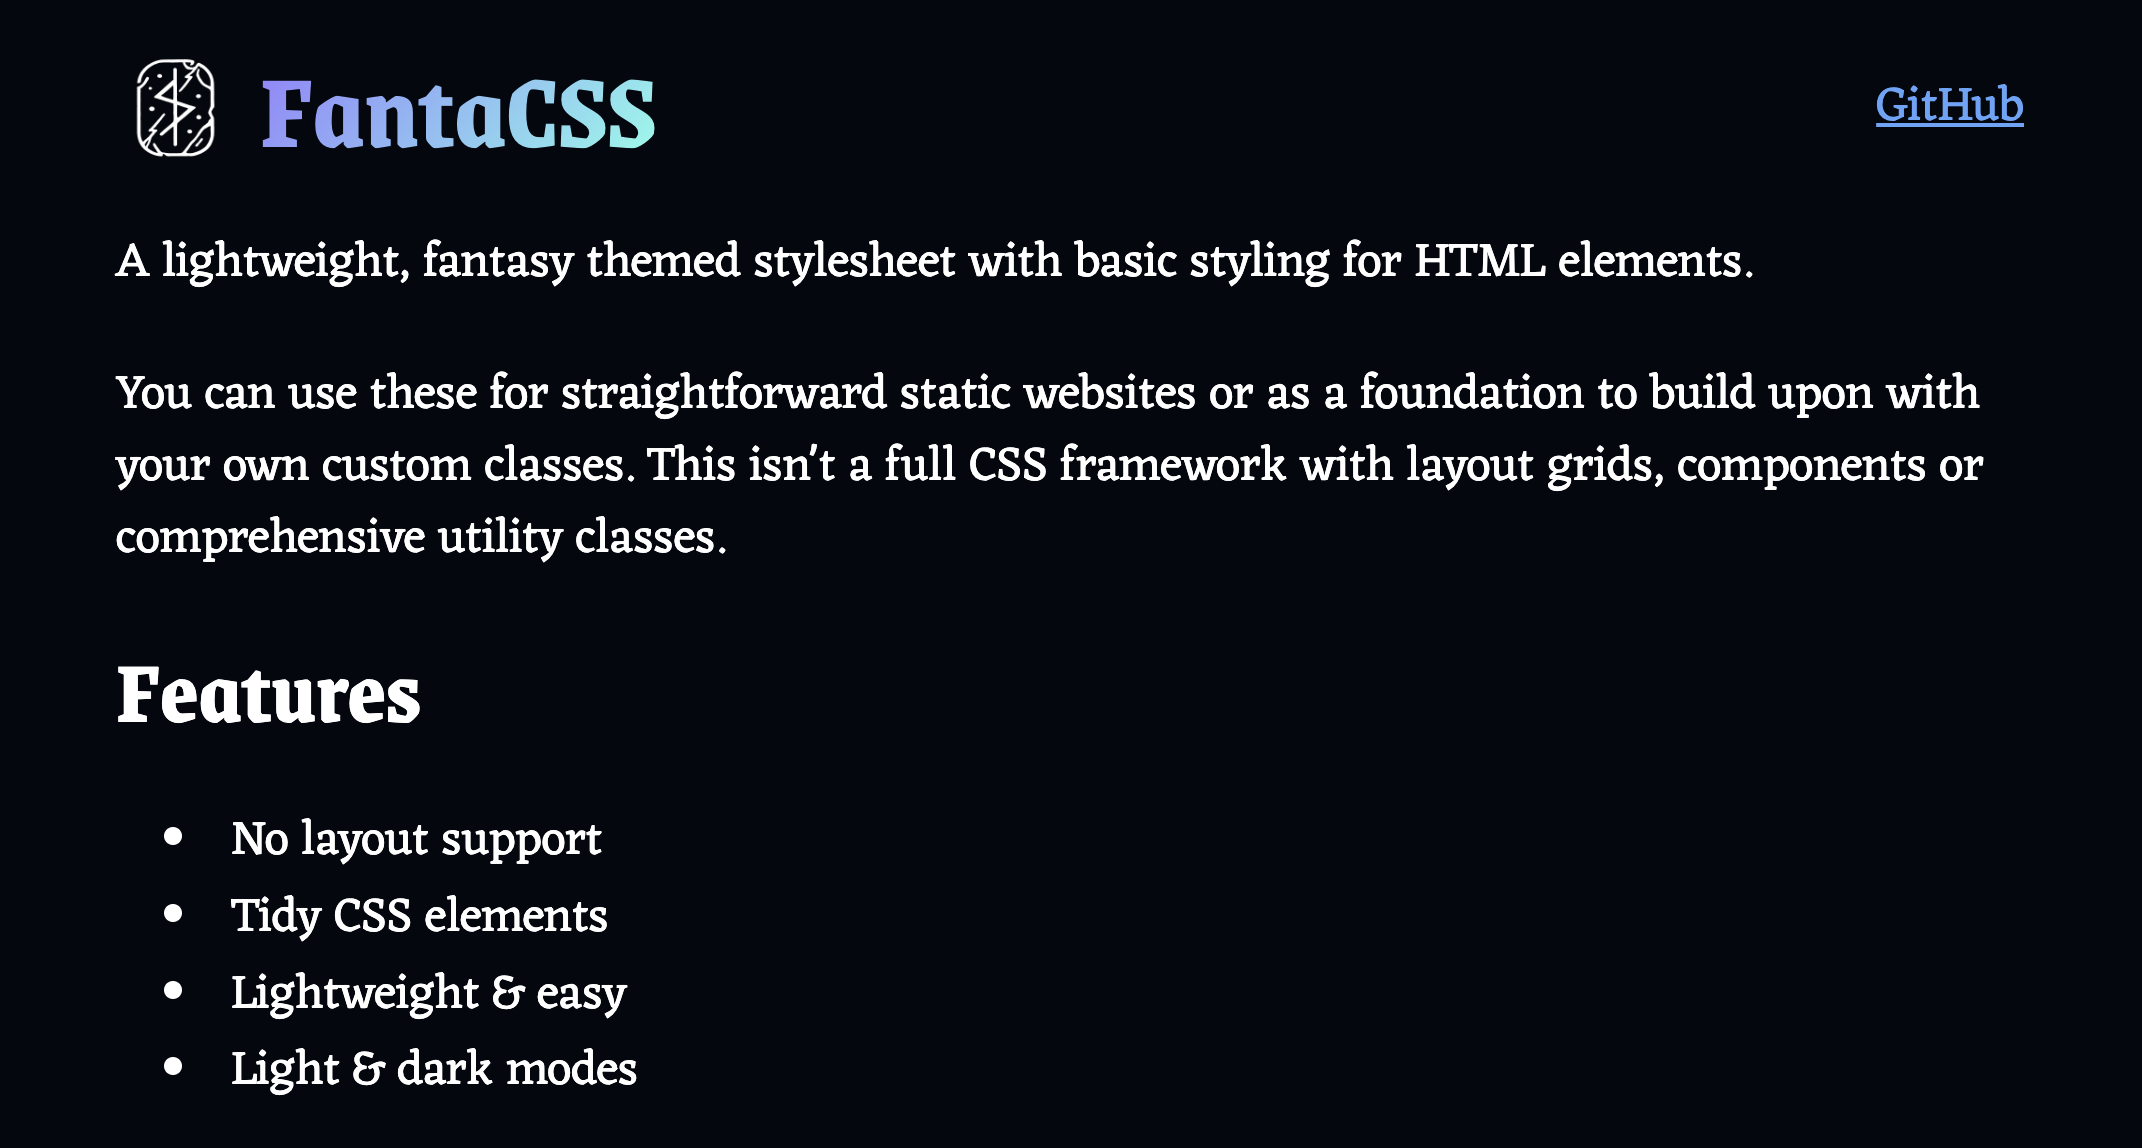 FantaCSS
GitHub
A lightweight, fantasy themed stylesheet with basic styling for HTML elements.
You can use these for straightforward static websites or as a foundation to build upon with
your own custom classes. This isn't a full CSS framework with layout grids, components or
comprehensive utility classes.
Features
No layout support
Tidy CSS elements
Lightweight & easy
Light & dark modes